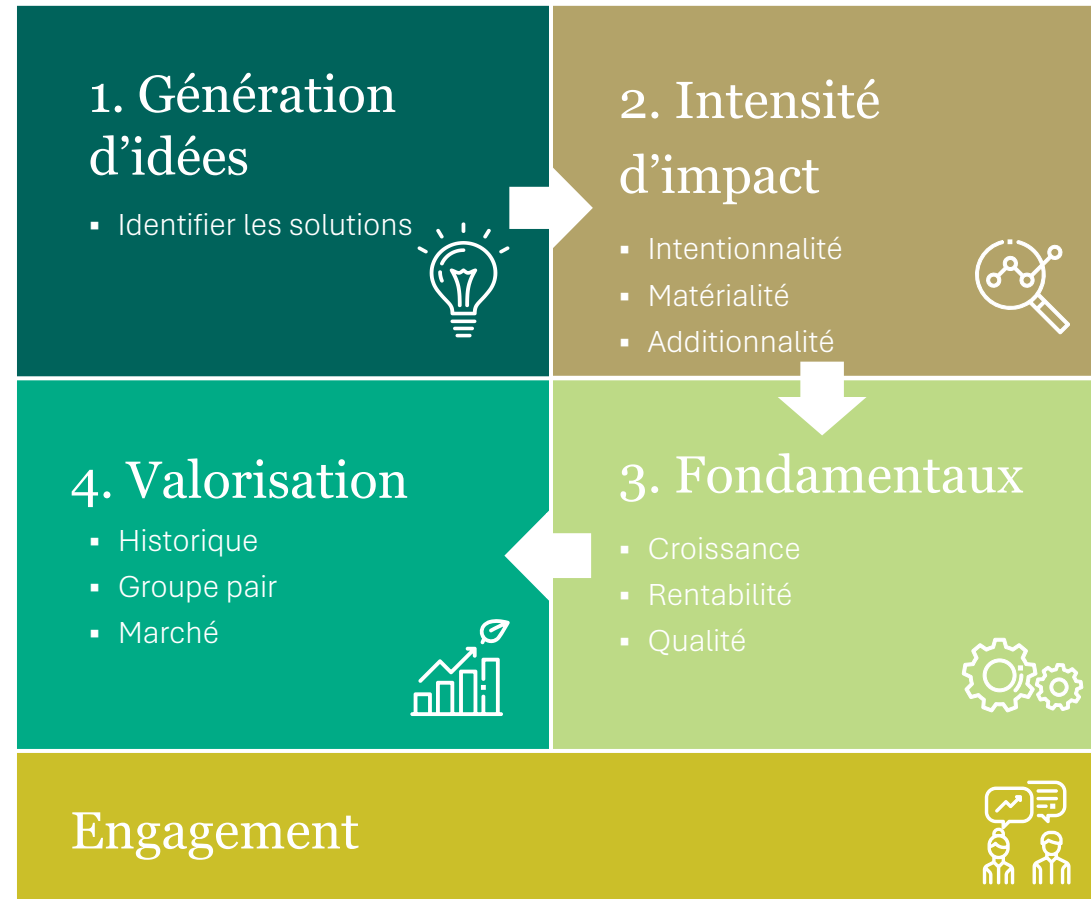 1. Génération
d’idées
▪ Identifier les solutions
2. Intensité
d’impact
▪ Intentionnalité
▪ Matérialité
▪ Additionnalité
3. Fondamentaux
▪ Croissance
▪ Rentabilité
▪ Qualité
4. Valorisation
▪ Historique
▪ Groupe pair
▪ Marché
Engagement